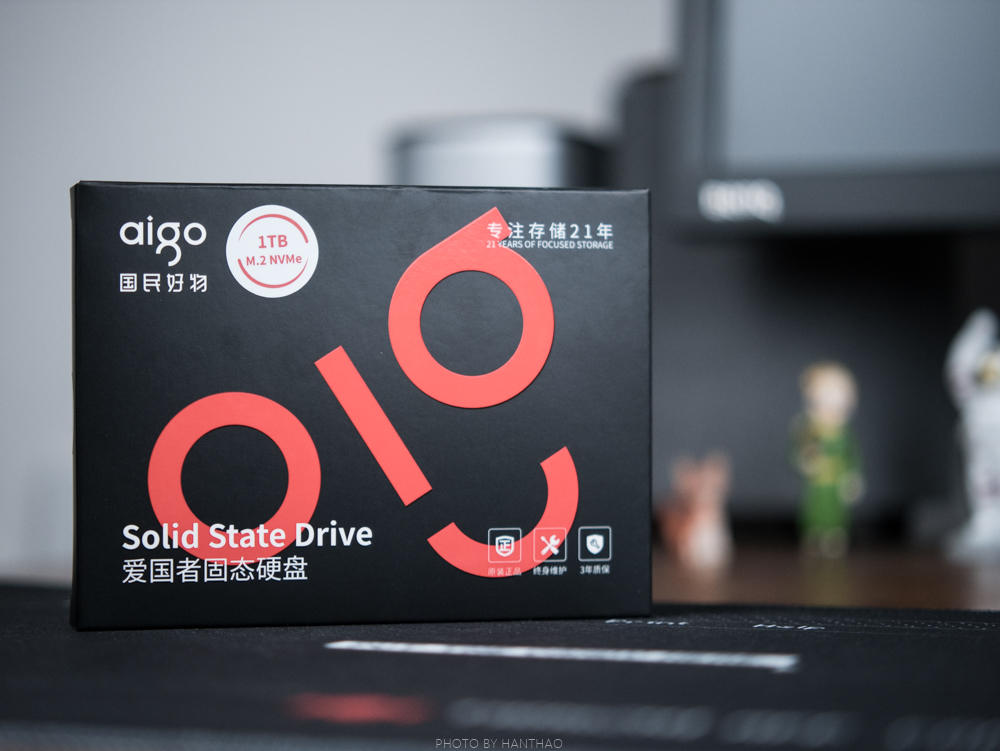 aigo
国民好物
1TB
M.2 NVMe
专注存储21年
21 YEARS OF FOCUSED STORAGE
Solid State Drive
爱国者固态硬盘
正
原装正品
终身维护
3年质保
PHOTO BY HANTHAO